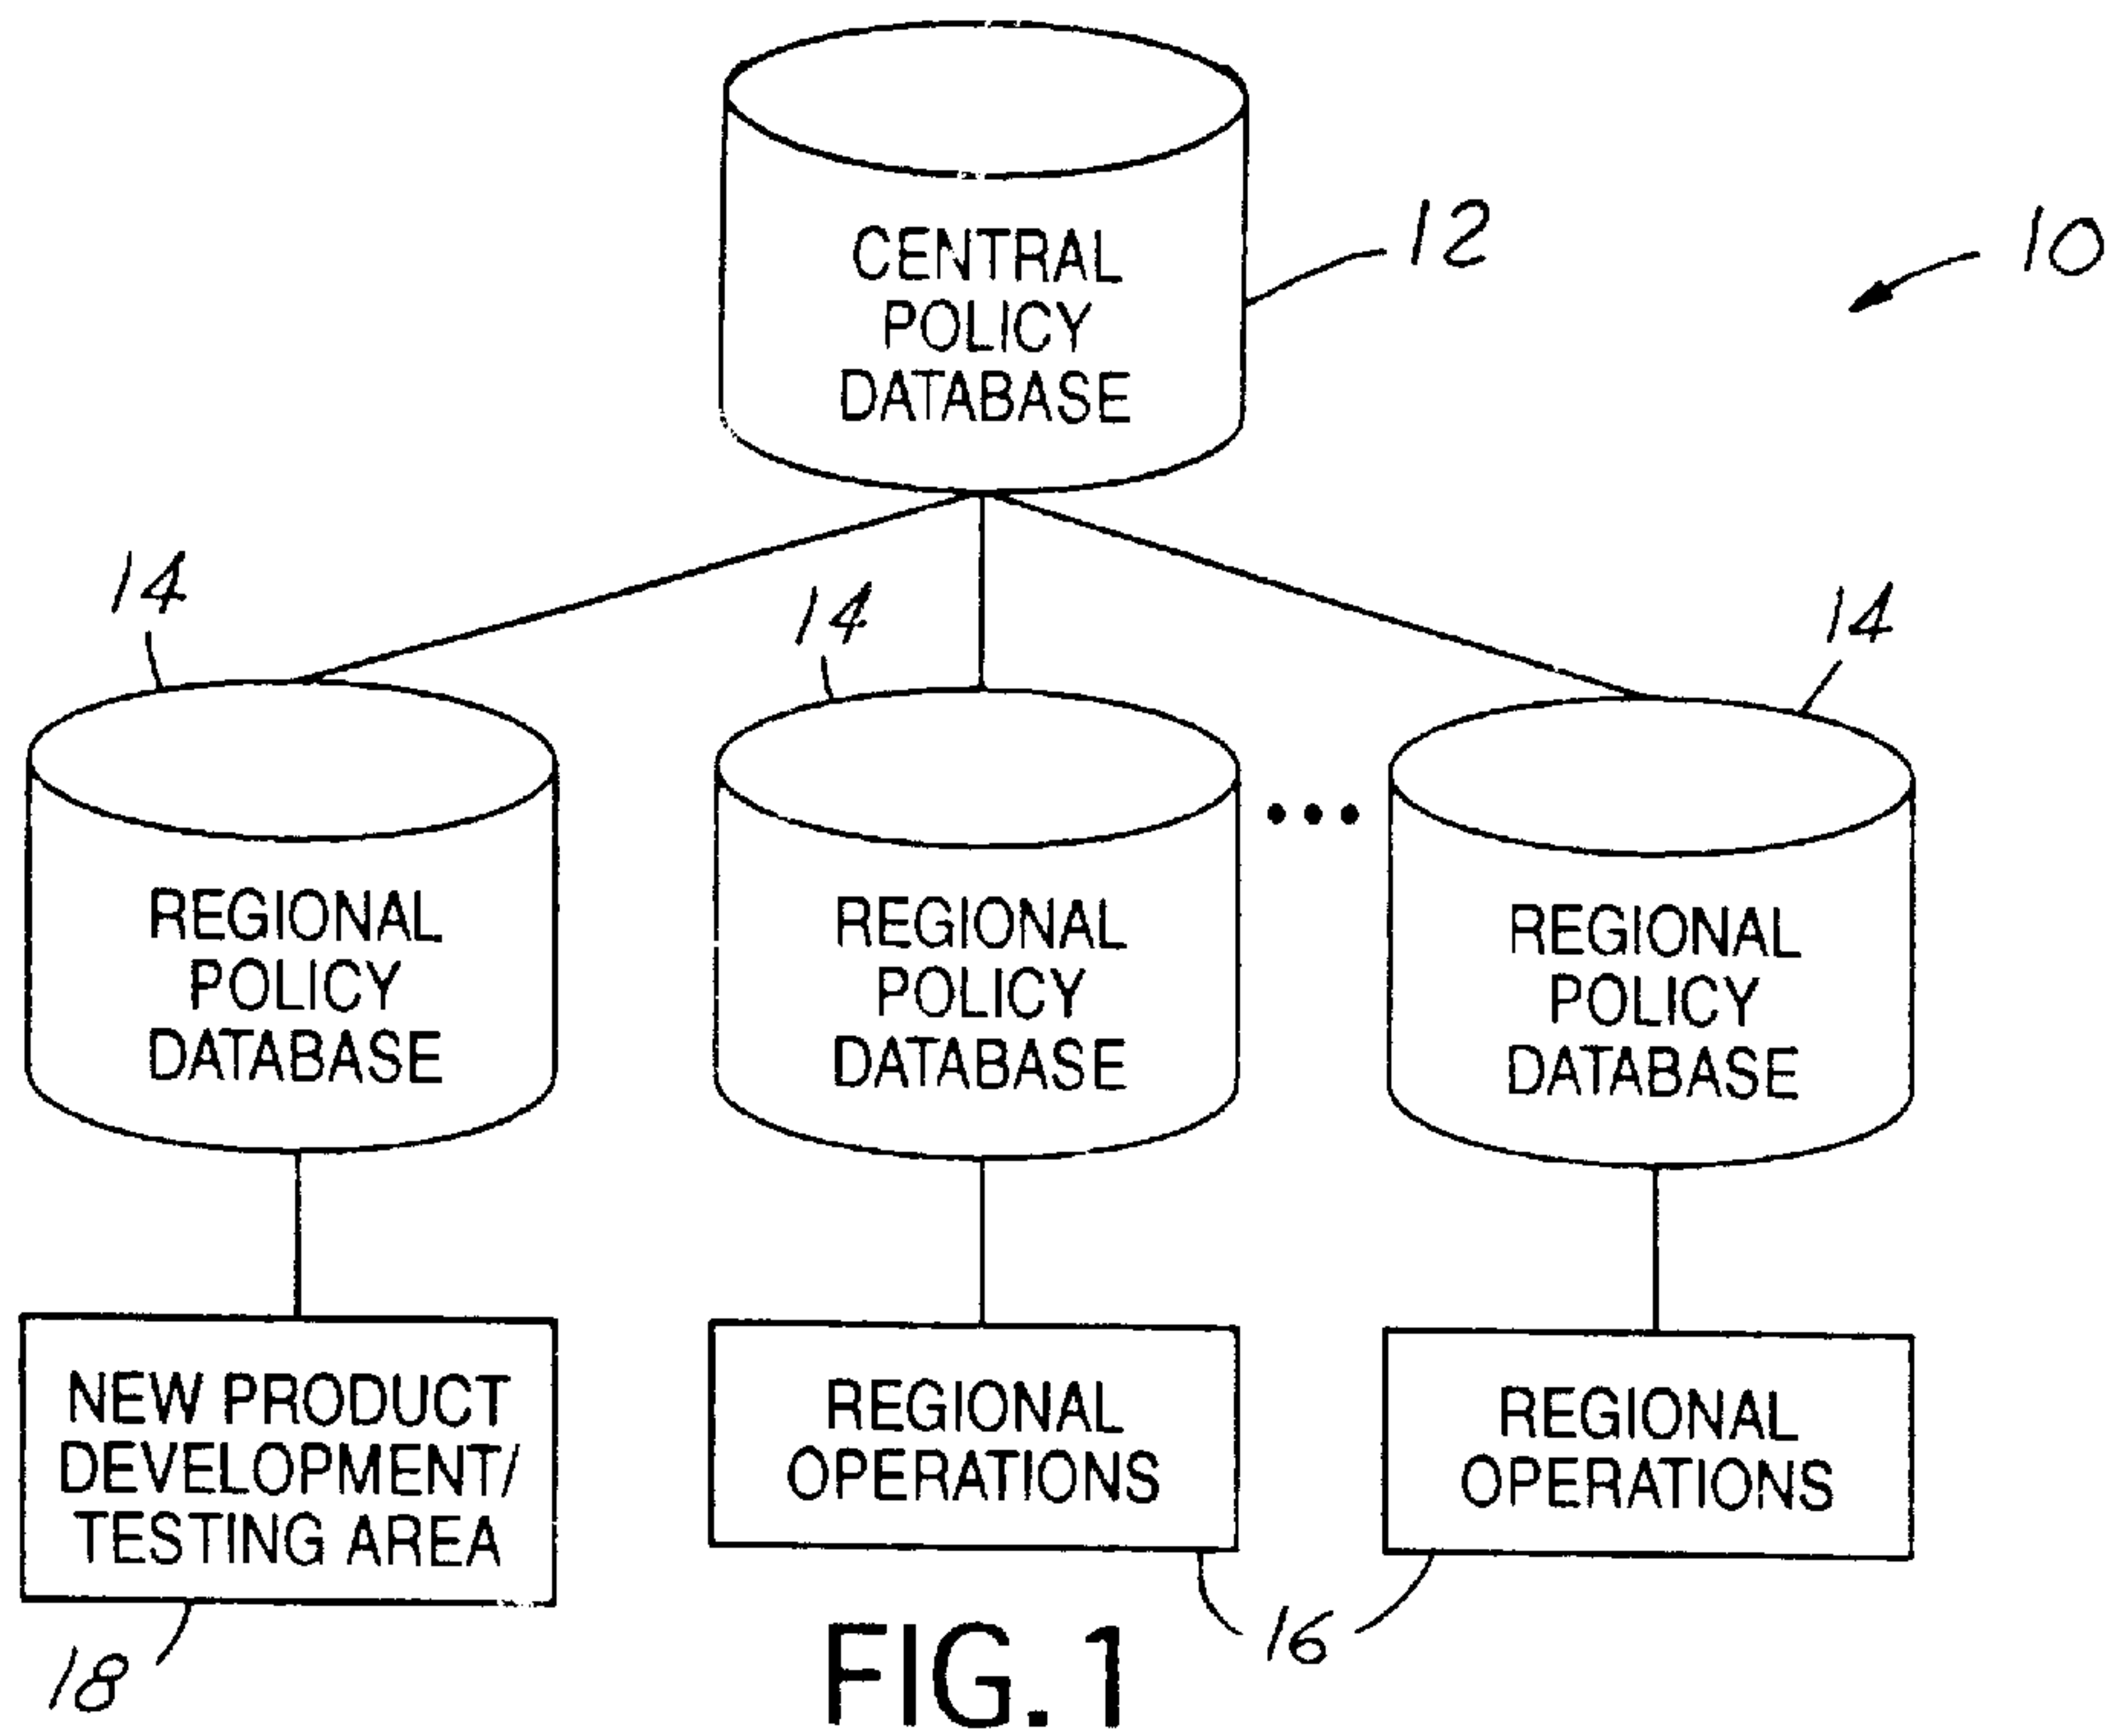 CENTRAL
POLICY
DATABASE
12
10
14
14
14
REGIONAL
POLICY
DATABASE
REGIONAL
POLICY
DATABASE
REGIONAL
POLICY
DATABASE
NEW PRODUCT
DEVELOPMENT/
TESTING AREA
REGIONAL
OPERATIONS
REGIONAL
OPERATIONS
18
16
FIG. 1